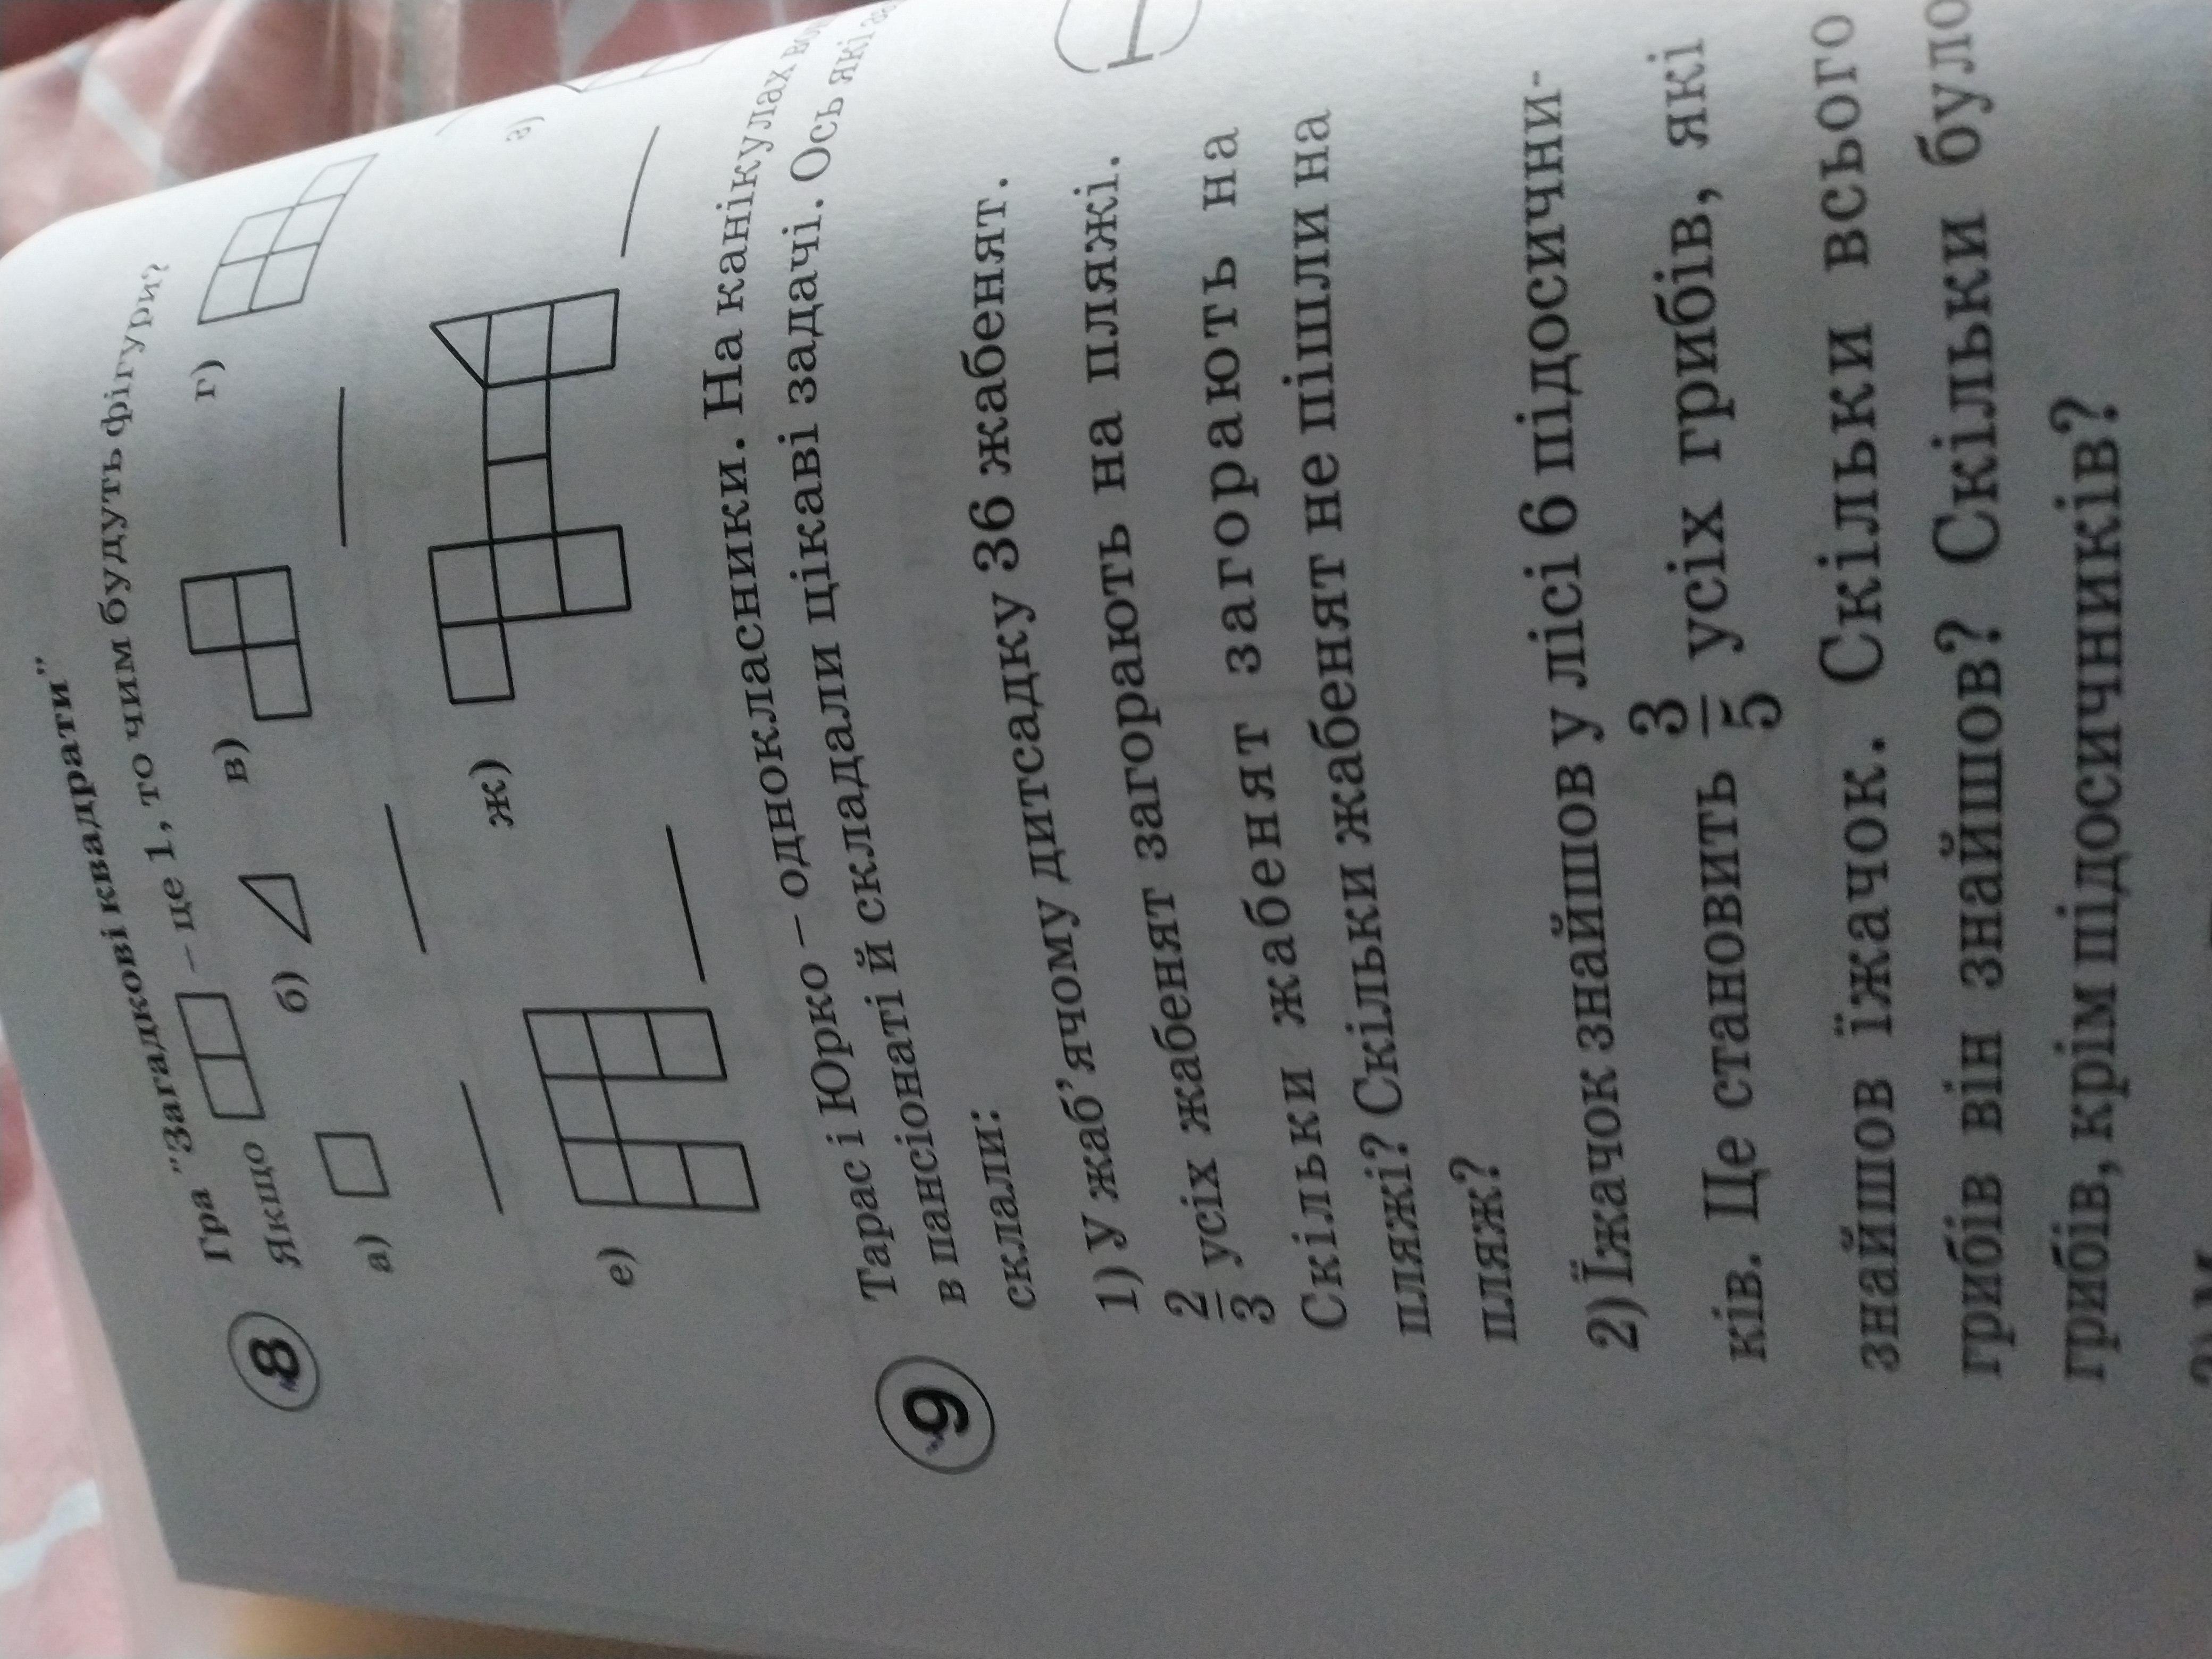 8 Гра "Загадкові квадрати"
Якщо – це 1, то чим будуть фігури?
а) б) в) г)
е) ж) з)
9 Тарас і Юрко – однокласники. На канікулах
в пансіонаті й складали цікаві задачі. Ось які
склали:
1) У жаб’ячому дитсадку 36 жабенят.
2/3 усіх жабенят загорають на пляжі.
Скільки жабенят загорають на
пляжі? Скільки жабенят не пішли на
пляж?
2) Їжачок знайшов у лісі 6 підосични-
ків. Це становить 3/5 усіх грибів, які
знайшов їжачок. Скільки всього
грибів він знайшов? Скільки було
грибів, крім підосичників?